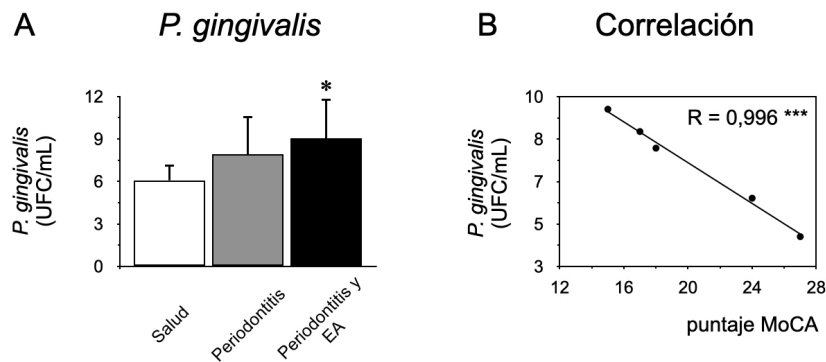 A
P. gingivalis
P. gingivalis
(UFC/mL)
12
9
6
3
0
*
Salud
Periodontitis
Periodontitis y
EA
B
Correlación
P. gingivalis
(UFC/mL)
10
8
7
5
3
R = 0,996 ***
12
16
20
24
28
puntaje MoCA